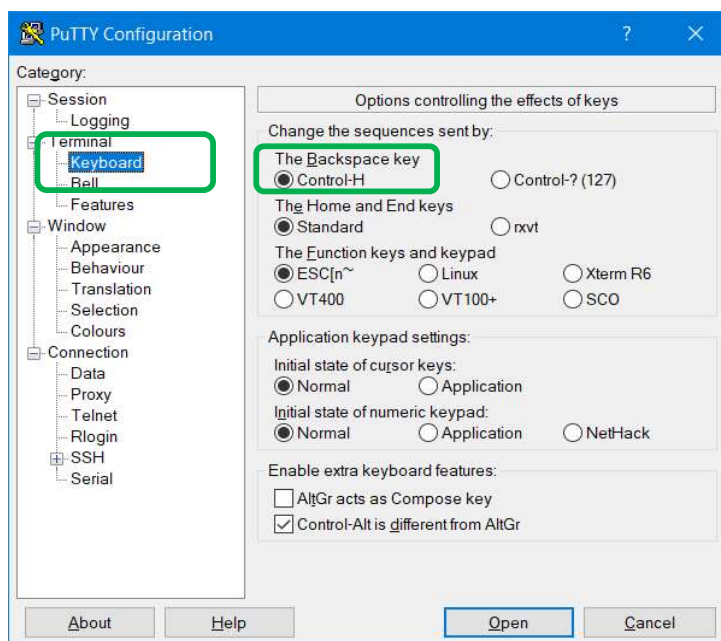 PuTTY Configuration
?
Category:
Session
Logging
Terminal
Keyboard
Bell
Features
Window
Appearance
Behaviour
Translation
Selection
Colours
Connection
Data
Proxy
Telnet
Rlogin
SSH
Serial
Options controlling the effects of keys
Change the sequences sent by:
The Backspace key
Control-H Control-? (127)
The Home and End keys
Standard rxvt
The Function keys and keypad
ESC[n~ Linux Xterm R6
VT400 VT100+ SCO
Application keypad settings:
Initial state of cursor keys:
Normal Application
Initial state of numeric keypad:
Normal Application NetHack
Enable extra keyboard features:
AltGr acts as Compose key
Control-Alt is different from AltGr
About Help Open Cancel